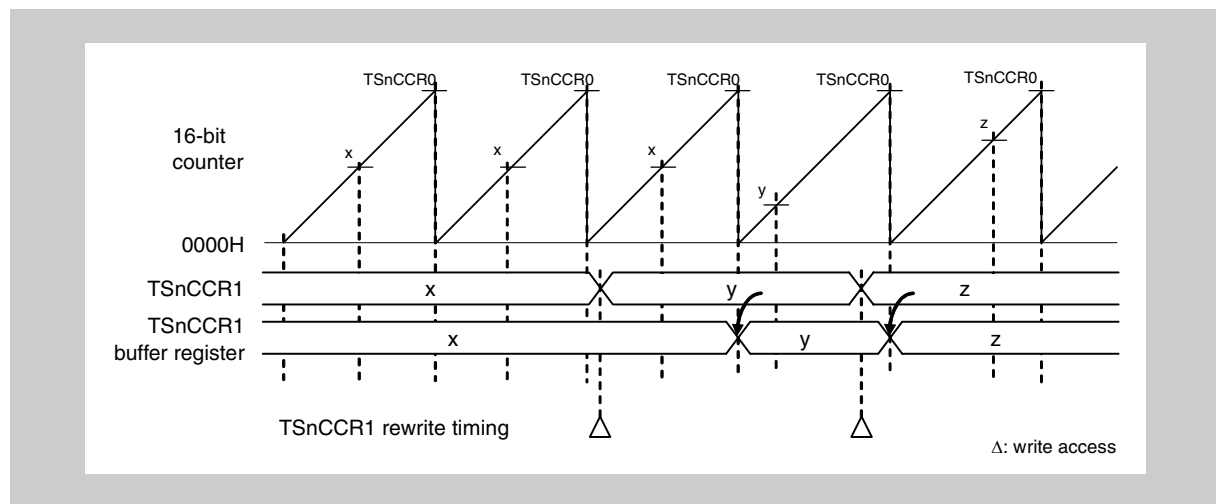 TSnCCR0 TSnCCR0 TSnCCR0 TSnCCR0 TSnCCR0
16-bit
counter
x x x y z
0000H
TSnCCR1 x y z
TSnCCR1
buffer register
x y z
TSnCCR1 rewrite timing
Δ: write access